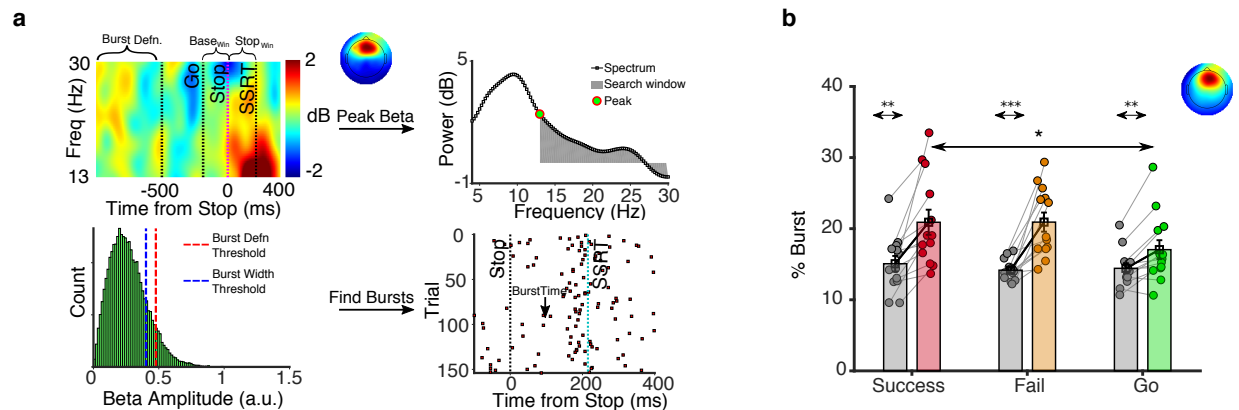 a
Burst Defn.
BaseWin
StopWin
30
Freq (Hz)
13
Go
Stop
SSRT
2
dB
-2
-500
0
400
Time from Stop (ms)
Peak Beta
5
Power (dB)
-1
Spectrum
Search window
Peak
5
10
15
20
25
30
Frequency (Hz)
Count
Burst Defn
Threshold
Burst Width
Threshold
0
0.5
1
1.5
Beta Amplitude (a.u.)
Find Bursts
0
50
100
150
Trial
Stop
BurstTime
SSRT
0
200
400
Time from Stop (ms)
b
% Burst
40
30
20
10
0
**
***
**
*
Success
Fail
Go